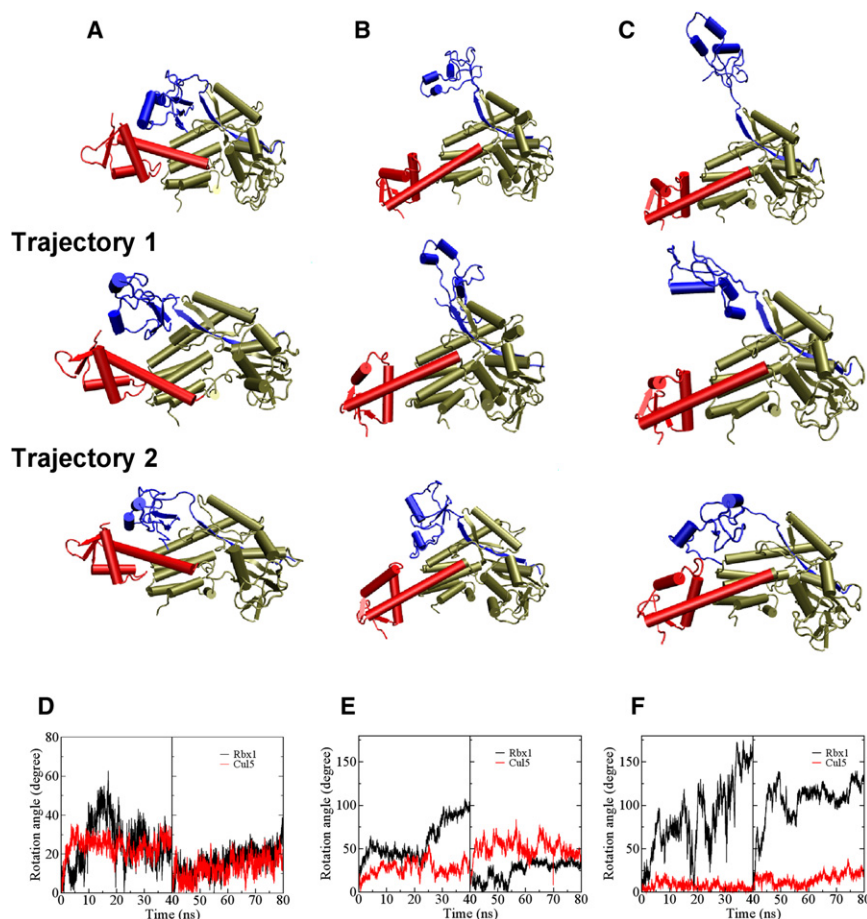 A B C
Trajectory 1
Trajectory 2
D E F
80
60
40
20
0
Rotation angle (degree)
0 10 20 30 40 50 60 70 80
Time (ns)
Rbx1
Cul5
150
100
50
0
Rotation angle (degree)
0 10 20 30 40 50 60 70 80
Time (ns)
Rbx1
Cul5
150
100
50
0
Rotation angle (degree)
0 10 20 30 40 50 60 70 80
Time (ns)
Rbx1
Cul5